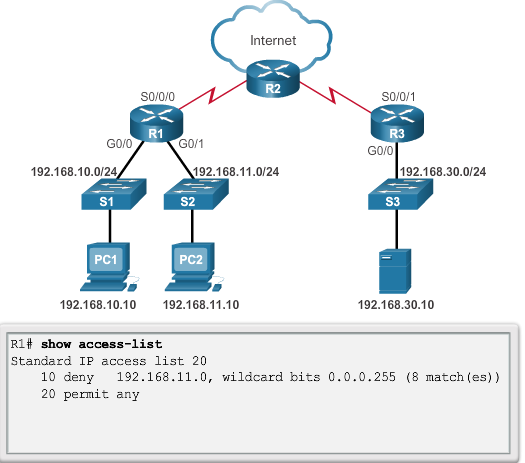 Internet
R2
S0/0/0
S0/0/1
R1
R3
G0/0
G0/1
G0/0
192.168.10.0/24
192.168.11.0/24
192.168.30.0/24
S1
S2
S3
PC1
PC2
192.168.10.10
192.168.11.10
192.168.30.10
R1# show access-list
Standard IP access list 20
10 deny 192.168.11.0, wildcard bits 0.0.0.255 (8 match(es))
20 permit any